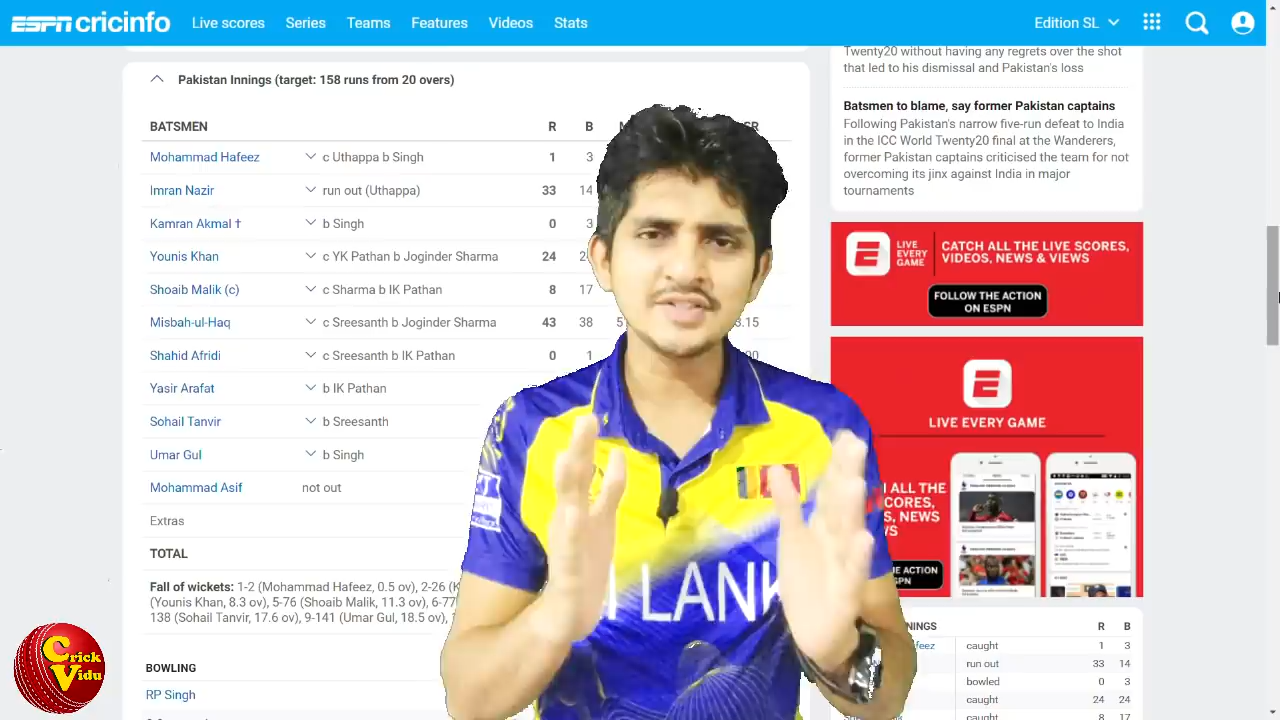 ESPN cricinfo Live scores Series Teams Features Videos Stats Edition SL
Pakistan Innings (target: 158 runs from 20 overs)
BATSMEN R B
Mohammad Hafeez c Uthappa b Singh 1 3
Imran Nazir run out (Uthappa) 33 14
Kamran Akmal † b Singh 0 3
Younis Khan c YK Pathan b Joginder Sharma 24
Shoaib Malik (c) c Sharma b IK Pathan 8 17
Misbah-ul-Haq c Sreesanth b Joginder Sharma 43 38
Shahid Afridi c Sreesanth b IK Pathan 0 1
Yasir Arafat b IK Pathan
Sohail Tanvir b Sreesanth
Umar Gul b Singh
Mohammad Asif not out
Extras
TOTAL
Fall of wickets: 1-2 (Mohammad Hafeez, 0.5 ov), 2-26
(Younis Khan, 8.3 ov), 5-76 (Shoaib Malik, 11.3 ov), 6-77
138 (Sohail Tanvir, 17.6 ov), 9-141 (Umar Gul, 18.5 ov),
BOWLING
RP Singh
Twenty20 without having any regrets over the shot
that led to his dismissal and Pakistan's loss
Batsmen to blame, say former Pakistan captains
Following Pakistan's narrow five-run defeat to India
in the ICC World Twenty20 final at the Wanderers,
former Pakistan captains criticised the team for not
overcoming its jinx against India in major
tournaments
LIVE
EVERY
GAME
CATCH ALL THE LIVE SCORES,
VIDEOS, NEWS & VIEWS
FOLLOW THE ACTION
ON ESPN
LIVE EVERY GAME
R B
caught 1 3
run out 33 14
bowled 0 3
caught 24 24
caught 8 17
LANK
Crick
Vidu